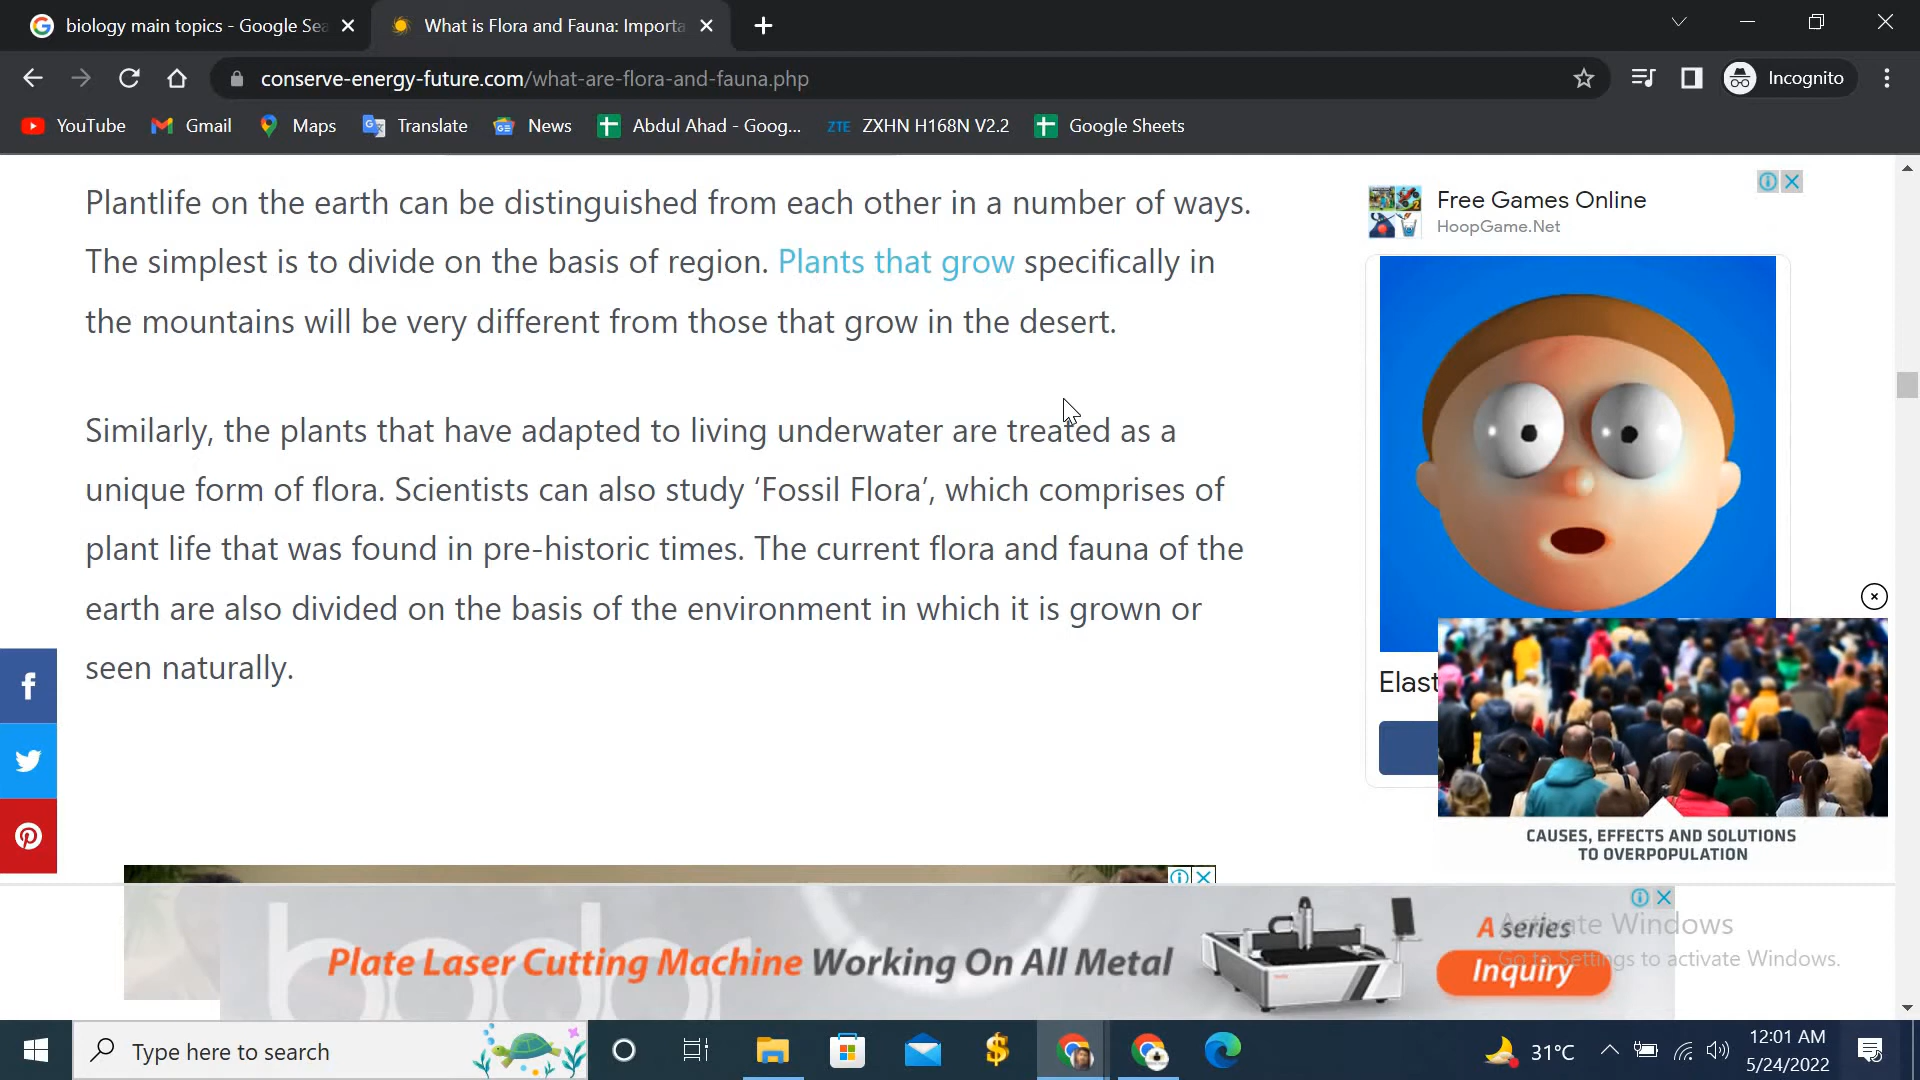 biology main topics - Google Sea
What is Flora and Fauna: Importa
conserve-energy-future.com/what-are-flora-and-fauna.php
Incognito
YouTube
Gmail
Maps
Translate
News
Abdul Ahad - Goog...
ZTE
ZXHN H168N V2.2
Google Sheets
Plantlife on the earth can be distinguished from each other in a number of ways.
The simplest is to divide on the basis of region. Plants that grow specifically in
the mountains will be very different from those that grow in the desert.
Similarly, the plants that have adapted to living underwater are treated as a
unique form of flora. Scientists can also study ‘Fossil Flora’, which comprises of
plant life that was found in pre-historic times. The current flora and fauna of the
earth are also divided on the basis of the environment in which it is grown or
seen naturally.
Free Games Online
HoopGame.Net
Elast
CAUSES, EFFECTS AND SOLUTIONS
TO OVERPOPULATION
bodor
Plate Laser Cutting Machine Working On All Metal
A series
Inquiry
Activate Windows
Go to Settings to activate Windows.
Type here to search
31°C
12:01 AM
5/24/2022